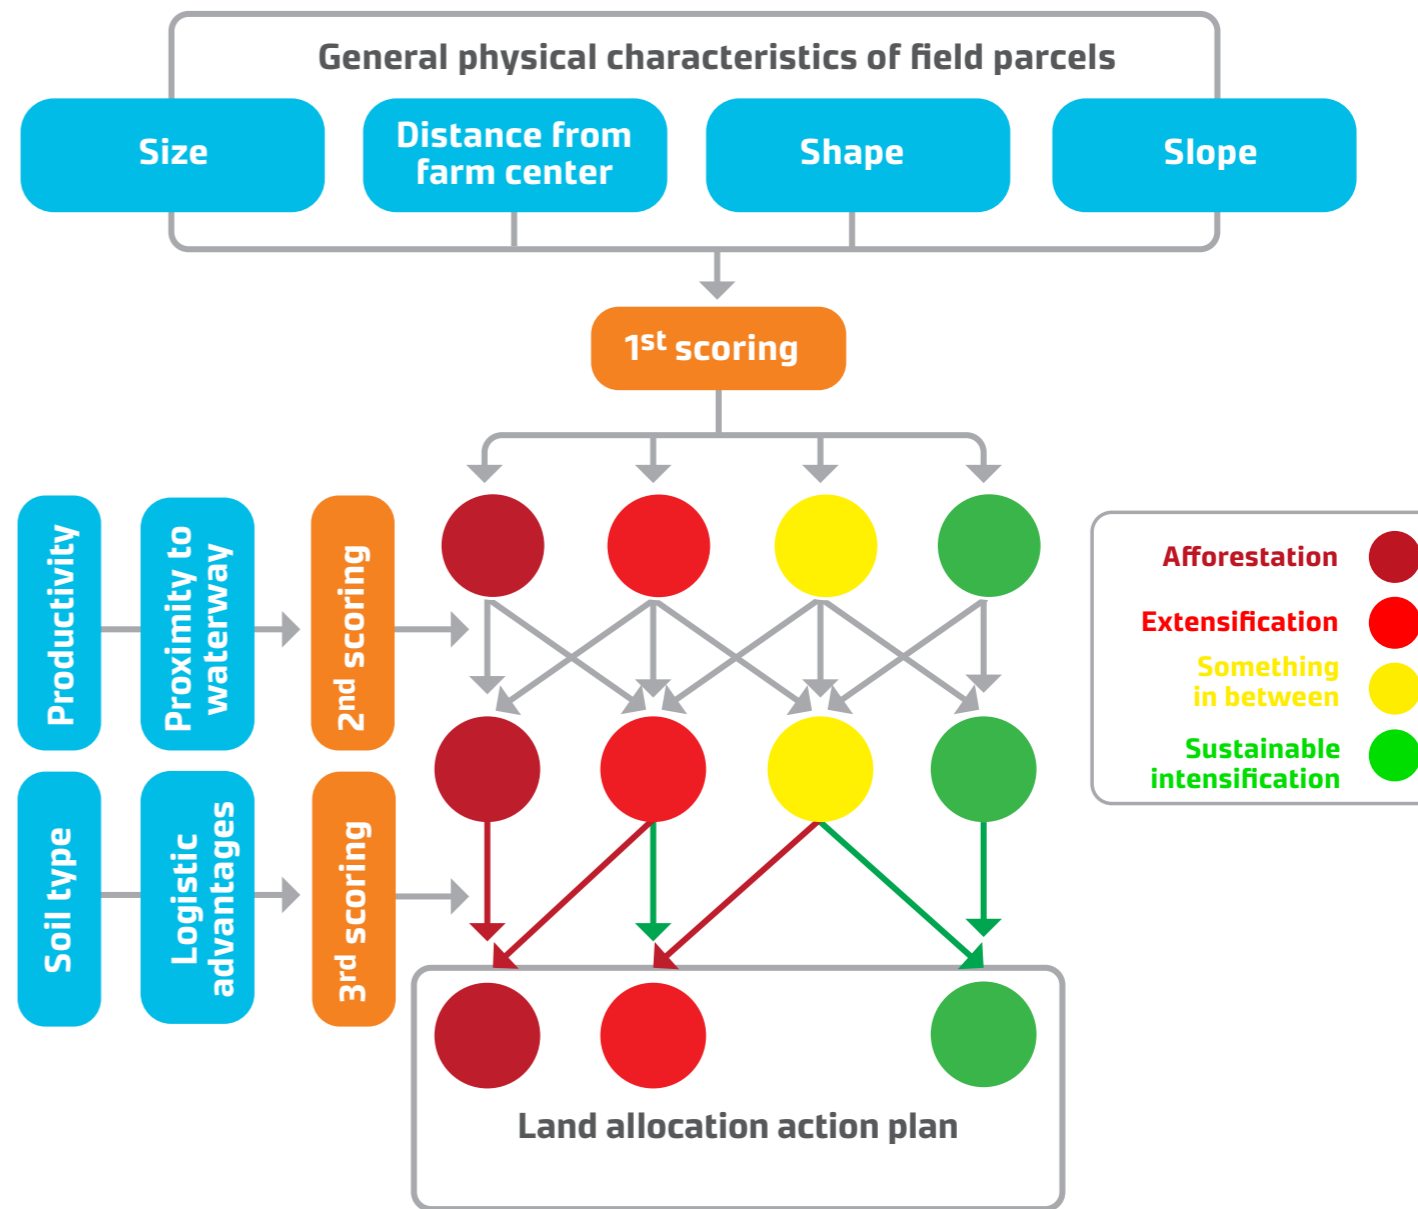 General physical characteristics of field parcels
Size
Distance from
farm center
Shape
Slope
1st scoring
Productivity
Proximity to
waterway
2nd scoring
Afforestation
Extensification
Something
in between
Sustainable
intensification
Soil type
Logistic
advantages
3rd scoring
Land allocation action plan